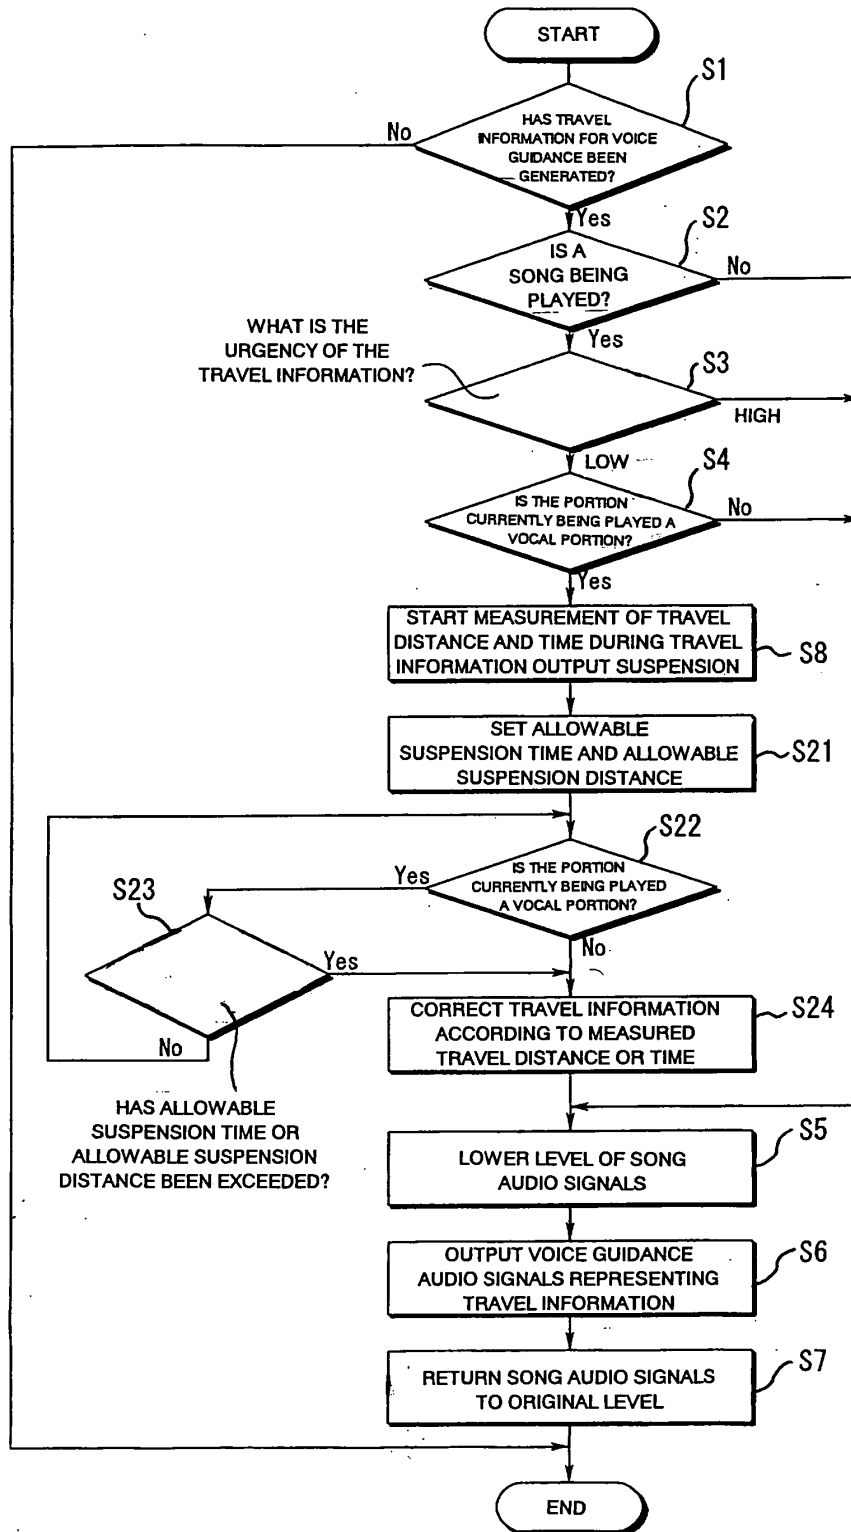 START
S1
HAS TRAVEL
INFORMATION FOR VOICE
GUIDANCE BEEN
GENERATED?
No
Yes
S2
IS A
SONG BEING
PLAYED?
No
Yes
WHAT IS THE
URGENCY OF THE
TRAVEL INFORMATION?
S3
HIGH
LOW
S4
IS THE PORTION
CURRENTLY BEING PLAYED A
VOCAL PORTION?
No
Yes
START MEASUREMENT OF TRAVEL
DISTANCE AND TIME DURING TRAVEL
INFORMATION OUTPUT SUSPENSION
S8
SET ALLOWABLE
SUSPENSION TIME AND ALLOWABLE
SUSPENSION DISTANCE
S21
S22
IS THE PORTION
CURRENTLY BEING PLAYED
A VOCAL PORTION?
Yes
No
S23
Yes
No
HAS ALLOWABLE
SUSPENSION TIME OR
ALLOWABLE SUSPENSION
DISTANCE BEEN EXCEEDED?
CORRECT TRAVEL INFORMATION
ACCORDING TO MEASURED
TRAVEL DISTANCE OR TIME
S24
LOWER LEVEL OF SONG
AUDIO SIGNALS
S5
OUTPUT VOICE GUIDANCE
AUDIO SIGNALS REPRESENTING
TRAVEL INFORMATION
S6
RETURN SONG AUDIO SIGNALS
TO ORIGINAL LEVEL
S7
END